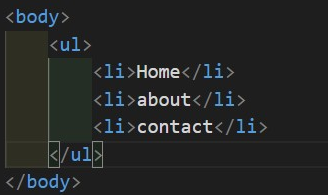 <body>
    <ul>
        <li>Home</li>
        <li>about</li>
        <li>contact</li>
    </ul>
</body>